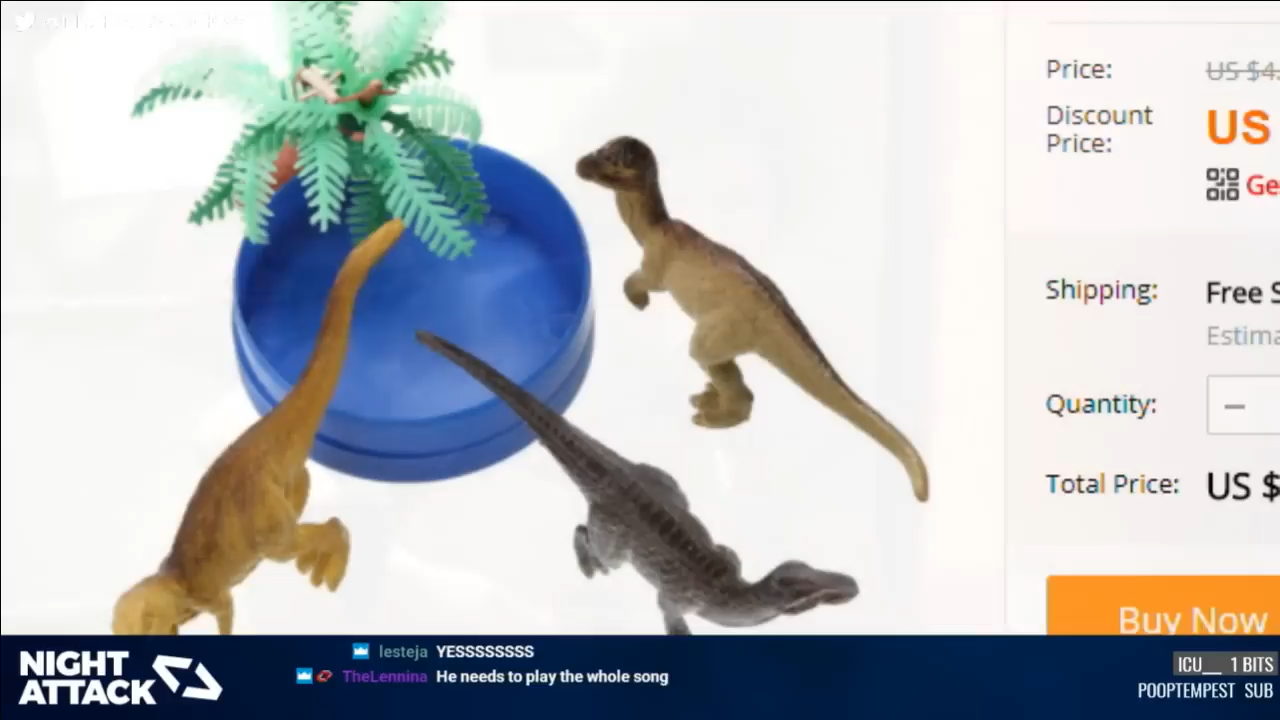 Price:
US $4.
Discount
Price:
US
Ge
Shipping:
Free S
Estima
Quantity:
−
Total Price:
US $
Buy Now
NIGHT
ATTACK
lesteja YESSSSSSSS
TheLennina He needs to play the whole song
ICU__ 1 BITS
POOPTEMPEST SUB